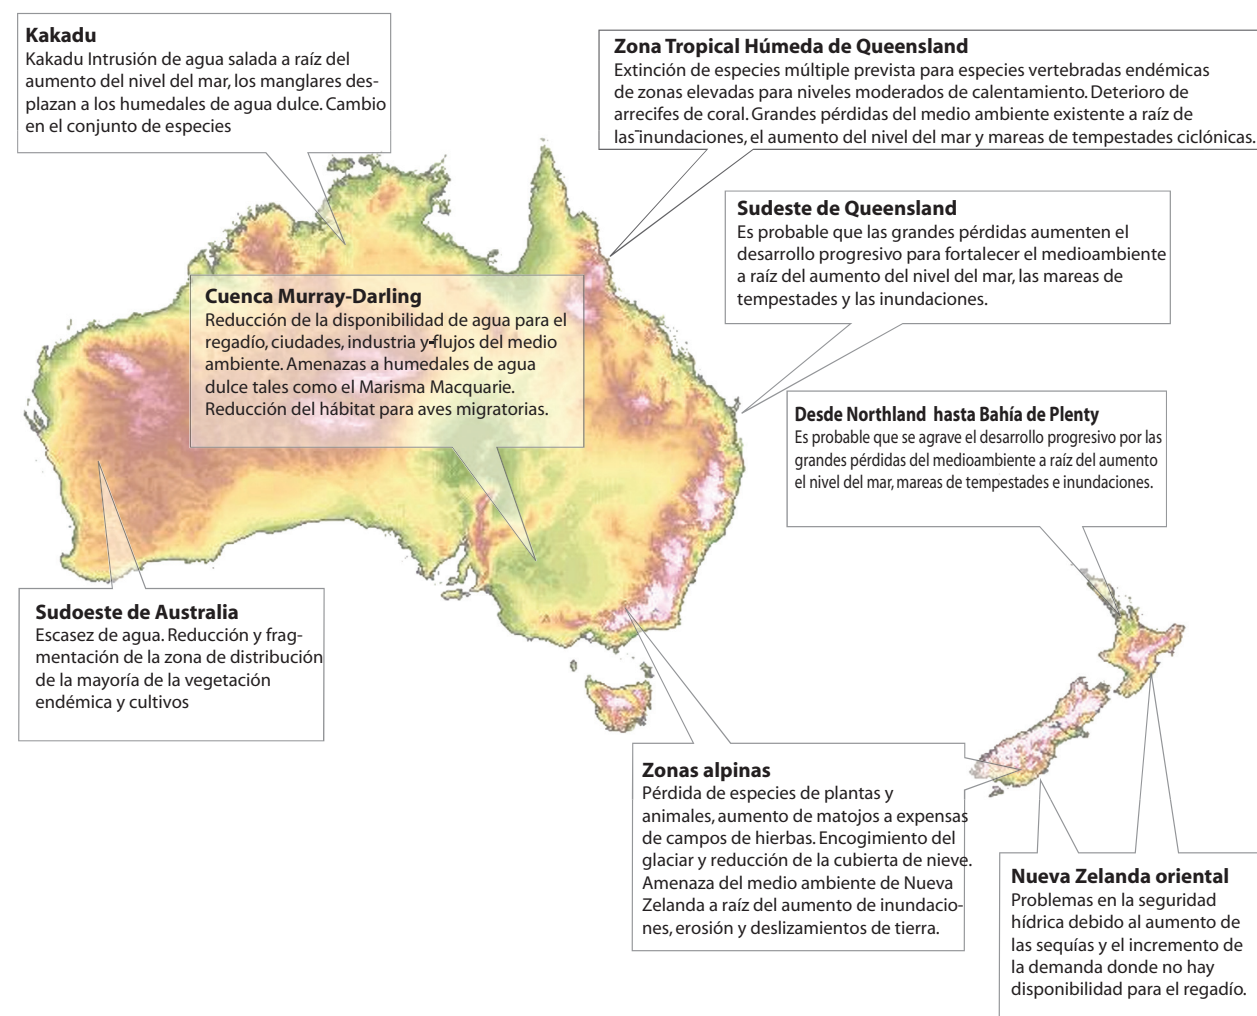 Kakadu
Kakadu Intrusión de agua salada a raíz del
aumento del nivel del mar, los manglares des-
plazan a los humedales de agua dulce. Cambio
en el conjunto de especies
Zona Tropical Húmeda de Queensland
Extinción de especies múltiple prevista para especies vertebradas endémicas
de zonas elevadas para niveles moderados de calentamiento. Deterioro de
arrecifes de coral. Grandes pérdidas del medio ambiente existente a raíz de
las inundaciones, el aumento del nivel del mar y mareas de tempestades ciclónicas.
Sudeste de Queensland
Es probable que las grandes pérdidas aumenten el
desarrollo progresivo para fortalecer el medioambiente
a raíz del aumento del nivel del mar, las mareas de
tempestades y las inundaciones.
Cuenca Murray-Darling
Reducción de la disponibilidad de agua para el
regadío, ciudades, industria y flujos del medio
ambiente. Amenazas a humedales de agua
dulce tales como el Marisma Macquarie.
Reducción del hábitat para aves migratorias.
Desde Northland hasta Bahía de Plenty
Es probable que se agrave el desarrollo progresivo por las
grandes pérdidas del medioambiente a raíz del aumento
el nivel del mar, mareas de tempestades e inundaciones.
Sudoeste de Australia
Escasez de agua. Reducción y frag-
mentación de la zona de distribución
de la mayoría de la vegetación
endémica y cultivos
Zonas alpinas
Pérdida de especies de plantas y
animales, aumento de matojos a expensas
de campos de hierbas. Encogimiento del
glaciar y reducción de la cubierta de nieve.
Amenaza del medio ambiente de Nueva
Zelanda a raíz del aumento de inundacio-
nes, erosión y deslizamientos de tierra.
Nueva Zelanda oriental
Problemas en la seguridad
hídrica debido al aumento de
las sequías y el incremento de
la demanda donde no hay
disponibilidad para el regadío.